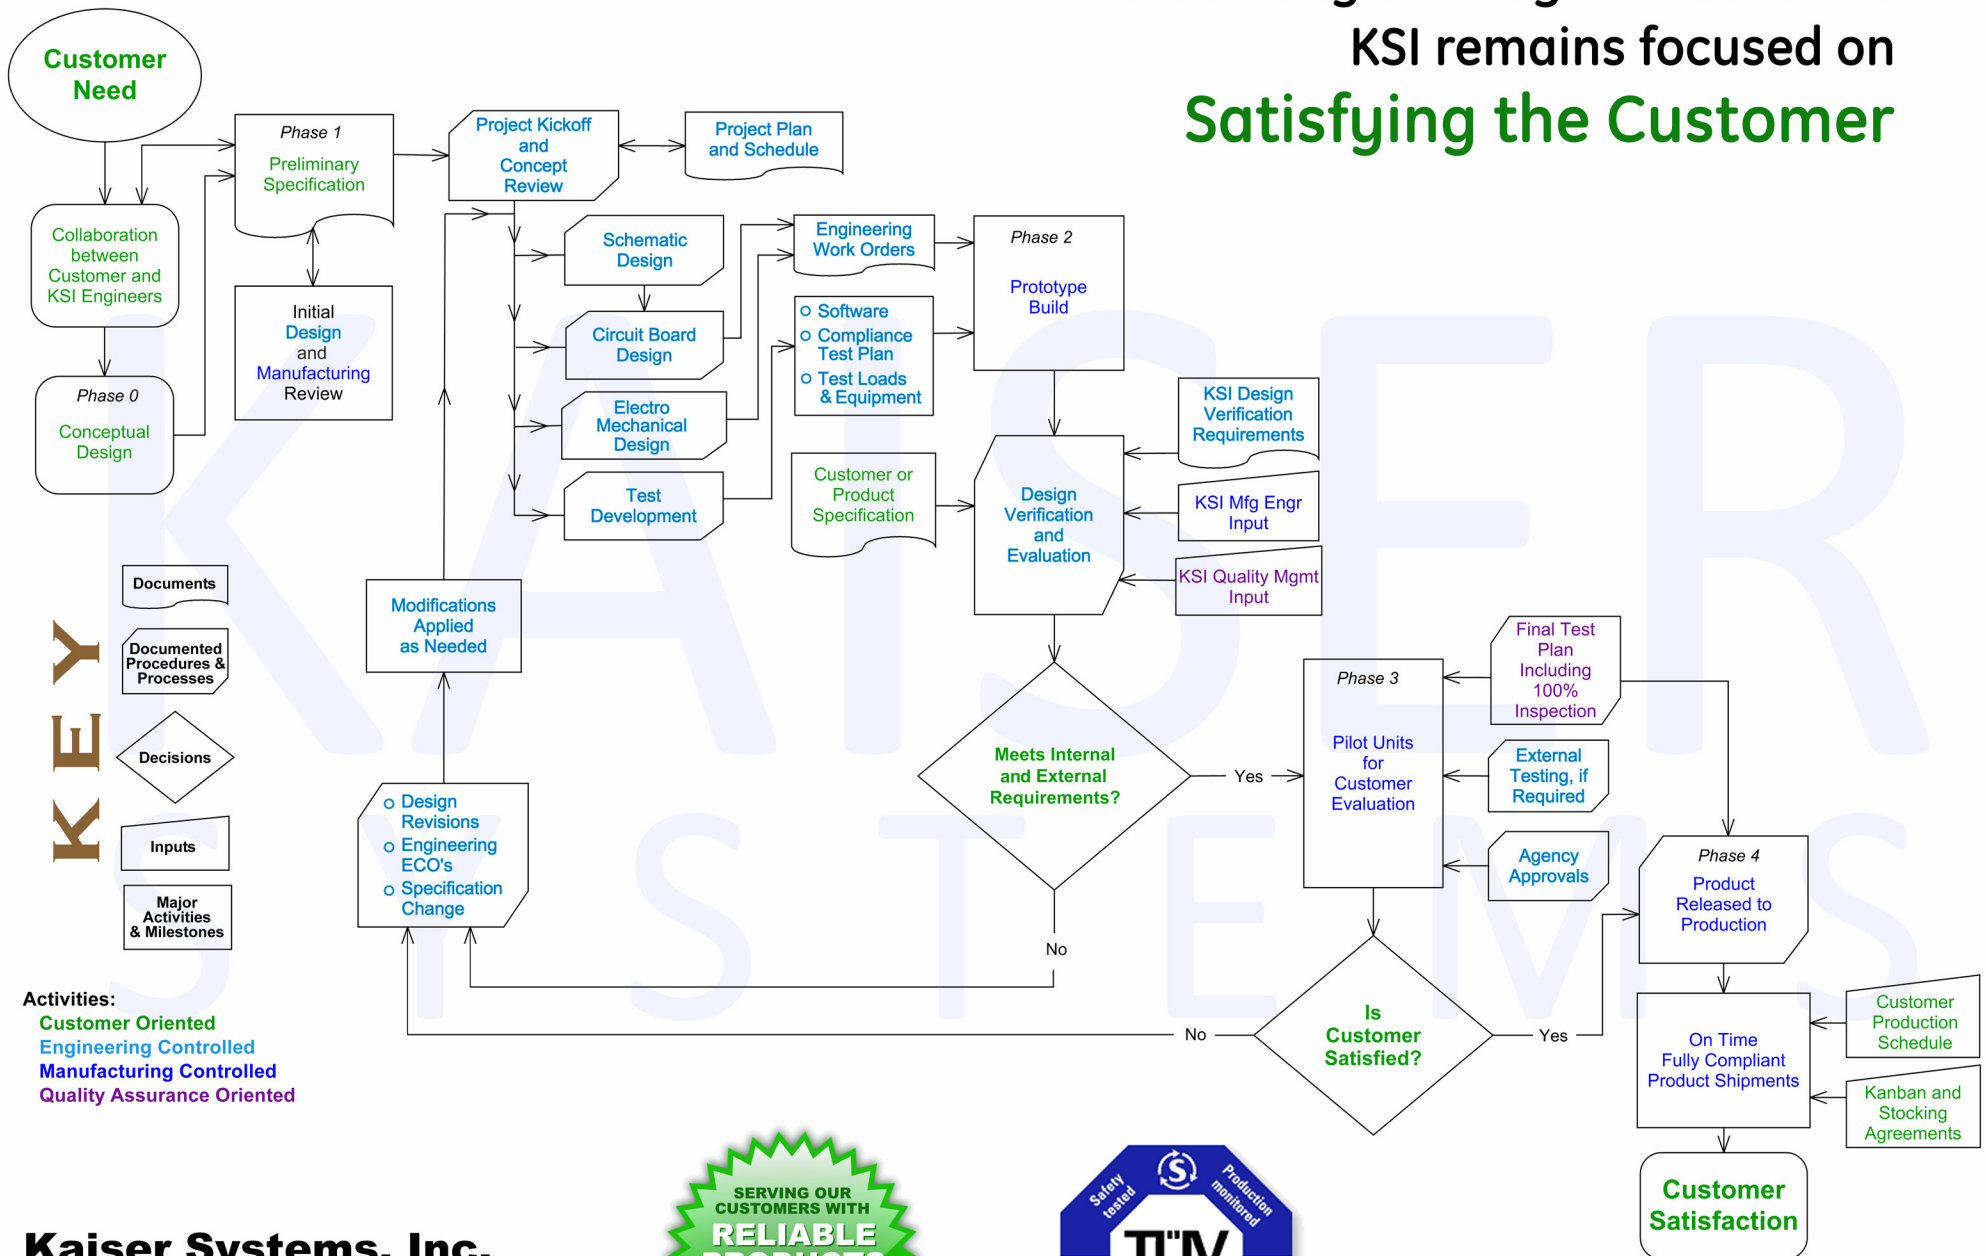 KSI remains focused on
Satisfying the Customer
Customer
Need
Collaboration
between
Customer and
KSI Engineers
Phase 0
Conceptual
Design
Phase 1
Preliminary
Specification
Initial
Design
and
Manufacturing
Review
Project Kickoff
and
Concept
Review
Project Plan
and Schedule
Schematic
Design
Circuit Board
Design
Electro
Mechanical
Design
Test
Development
Engineering
Work Orders
Software
Compliance
Test Plan
Test Loads
& Equipment
Customer or
Product
Specification
Phase 2
Prototype
Build
Design
Verification
and
Evaluation
KSI Design
Verification
Requirements
KSI Mfg Engr
Input
KSI Quality Mgmt
Input
Meets Internal
and External
Requirements?
Yes
No
Modifications
Applied
as Needed
Design
Revisions
Engineering
ECO's
Specification
Change
Phase 3
Pilot Units
for
Customer
Evaluation
Final Test
Plan
Including
100%
Inspection
External
Testing, if
Required
Agency
Approvals
Is
Customer
Satisfied?
No
Yes
Phase 4
Product
Released to
Production
On Time
Fully Compliant
Product Shipments
Customer
Production
Schedule
Kanban and
Stocking
Agreements
Customer
Satisfaction
KEY
Documents
Documented
Procedures &
Processes
Decisions
Inputs
Major
Activities
& Milestones
Activities:
Customer Oriented
Engineering Controlled
Manufacturing Controlled
Quality Assurance Oriented
KAISER
SYSTEMS
Kaiser Systems, Inc.
SERVING OUR
CUSTOMERS WITH
RELIABLE
PRODUCTS
Safety
tested
S
Production
monitored
TÜV